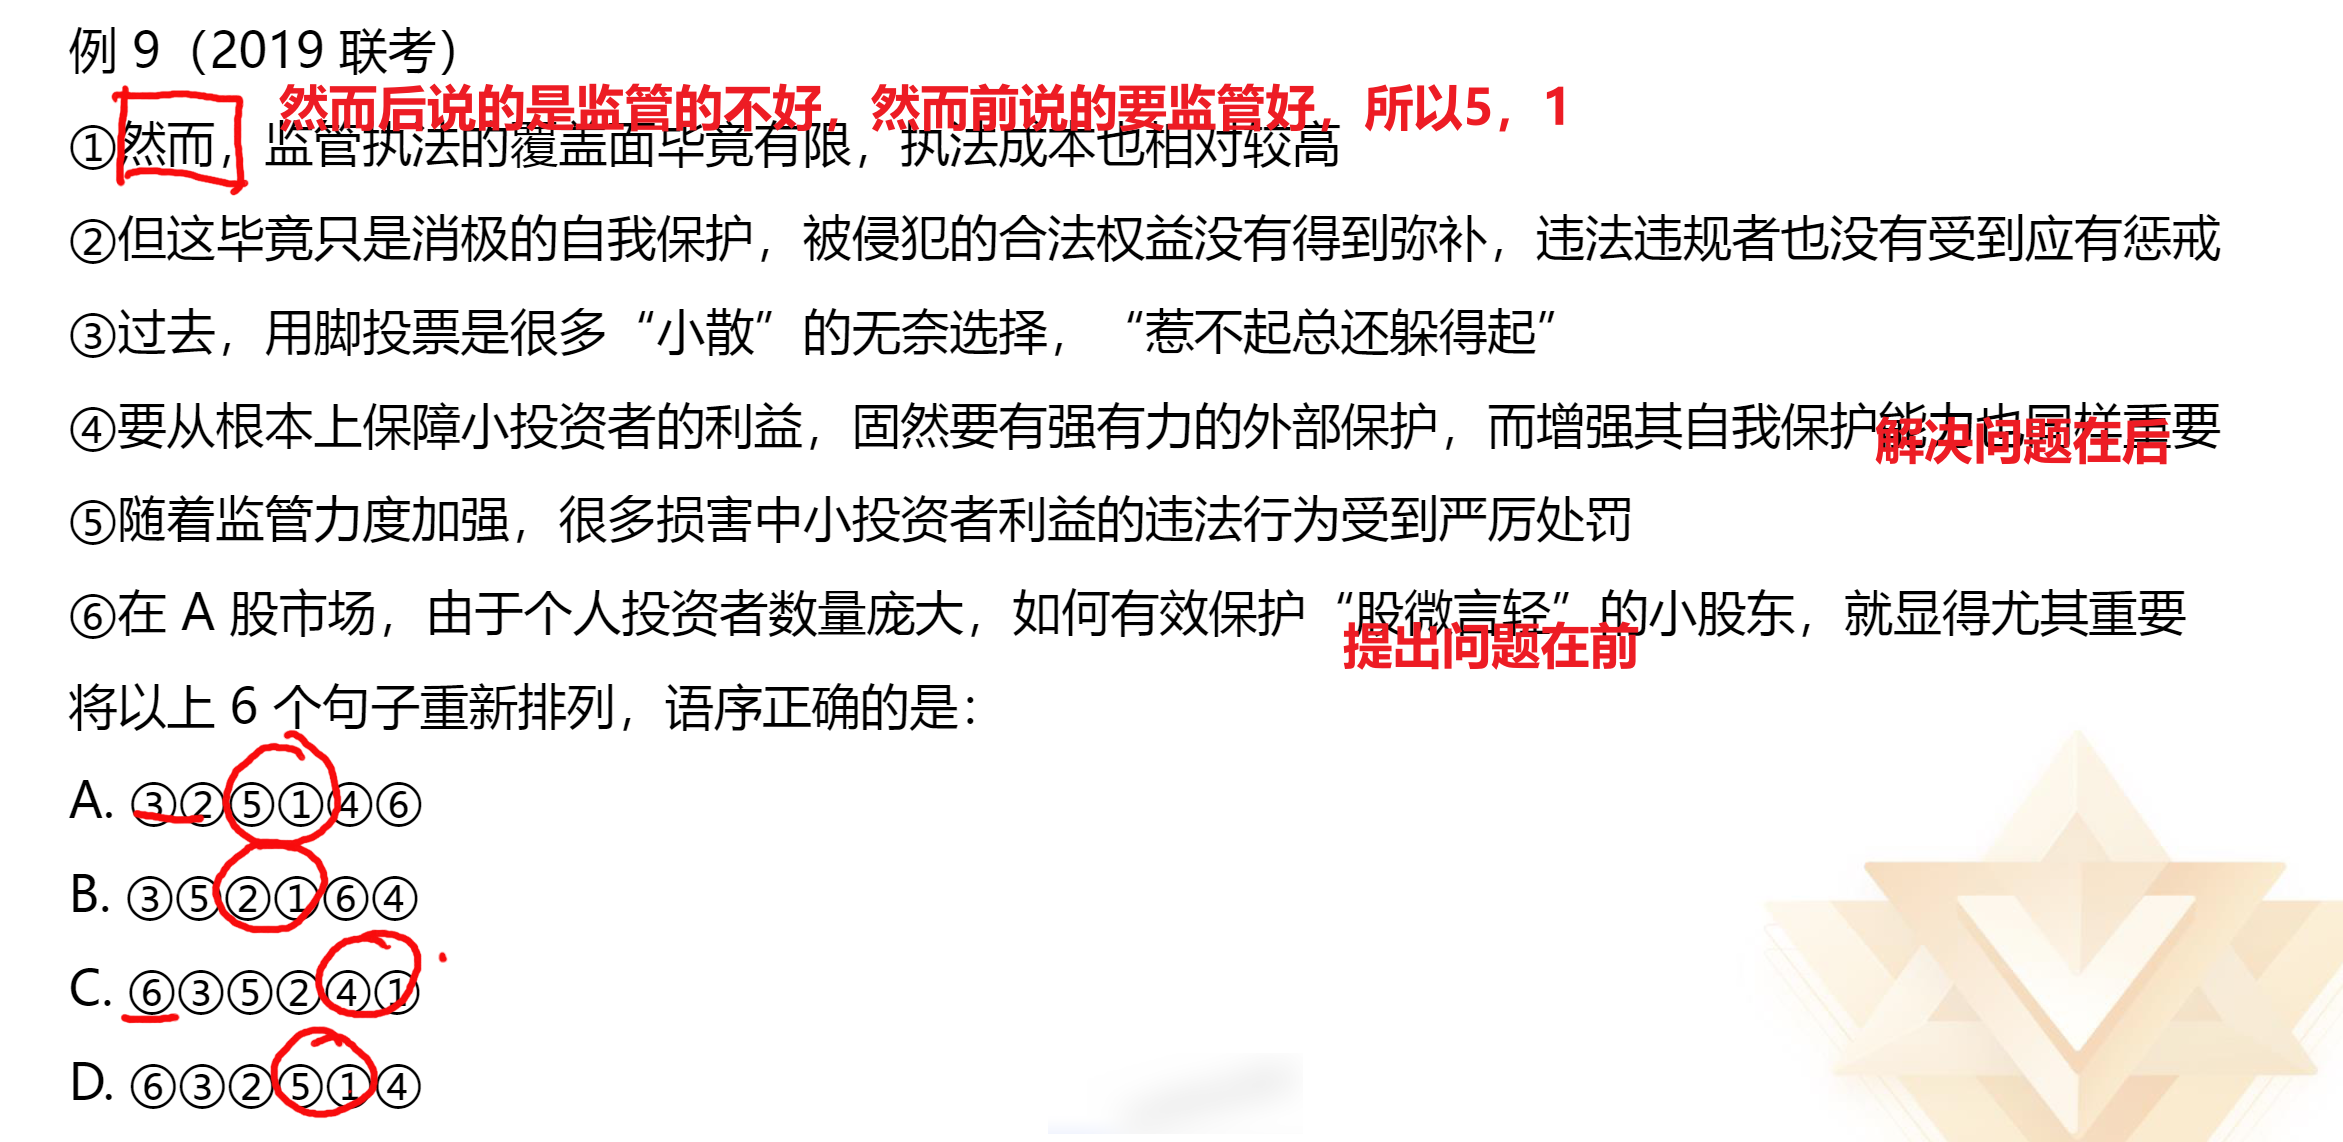 例 9（2019 联考）
然而后说的是监管的不好，然而前说的要监管好，所以5，1
①然而，监管执法的覆盖面毕竟有限，执法成本也相对较高
②但这毕竟只是消极的自我保护，被侵犯的合法权益没有得到弥补，违法违规者也没有受到应有惩戒
③过去，用脚投票是很多“小散”的无奈选择，“惹不起总还躲得起”
④要从根本上保障小投资者的利益，固然要有强有力的外部保护，而增强其自我保护能力也同样重要
解决问题在后
⑤随着监管力度加强，很多损害中小投资者利益的违法行为受到严厉处罚
⑥在 A 股市场，由于个人投资者数量庞大，如何有效保护“股微言轻”的小股东，就显得尤其重要
提出问题在前
将以上 6 个句子重新排列，语序正确的是：
A. ③②⑤①④⑥
B. ③⑤②①⑥④
C. ⑥③⑤②④①
D. ⑥③②⑤①④